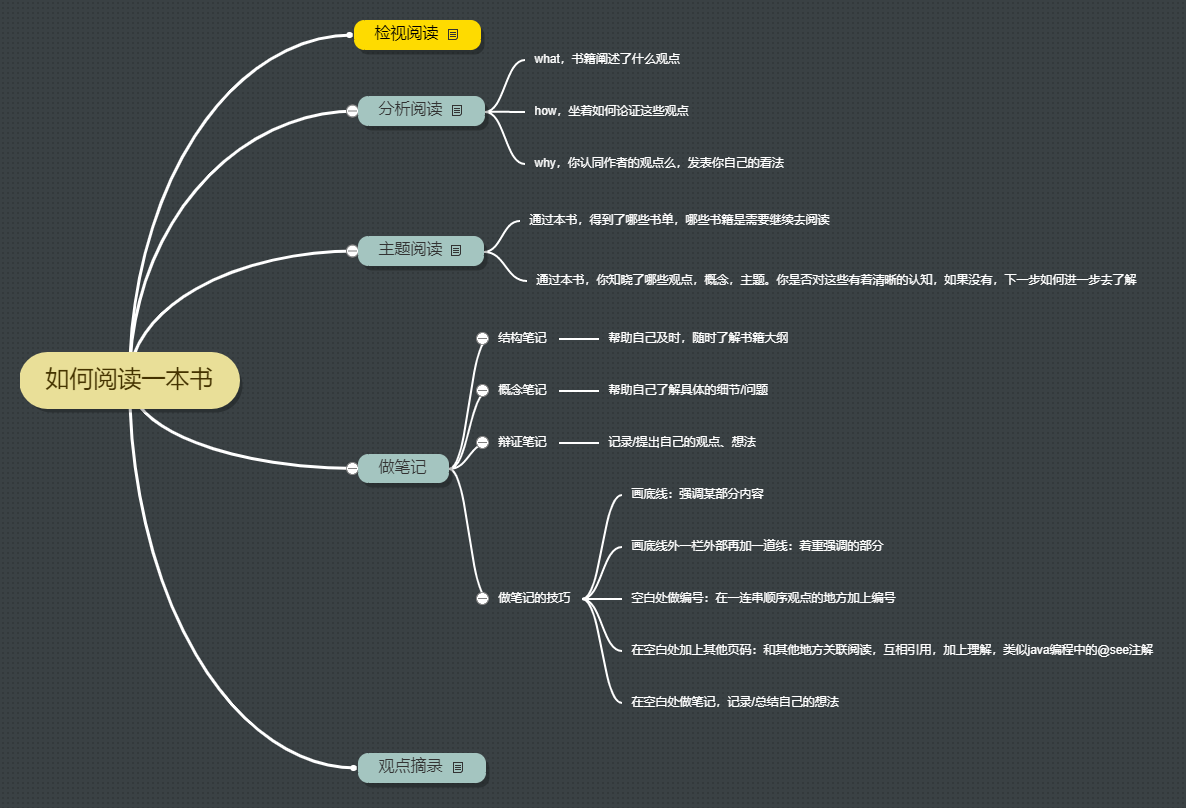 检视阅读
分析阅读
what，书籍阐述了什么观点
how，坐着如何论证这些观点
why，你认同作者的观点么，发表你自己的看法
主题阅读
通过本书，得到了哪些书单，哪些书籍是需要继续去阅读
通过本书，你知晓了哪些观点，概念，主题。你是否对这些有着清晰的认知，如果没有，下一步如何进一步去了解
如何阅读一本书
做笔记
结构笔记
帮助自己及时，随时了解书籍大纲
概念笔记
帮助自己了解具体的细节/问题
辩证笔记
记录/提出自己的观点、想法
做笔记的技巧
画底线：强调某部分内容
画底线外一栏外部再加一道线：着重强调的部分
空白处做编号：在一连串顺序观点的地方加上编号
在空白处加上其他页码：和其他地方关联阅读，互相引用，加上理解，类似java编程中的@see注解
在空白处做笔记，记录/总结自己的想法
观点摘录